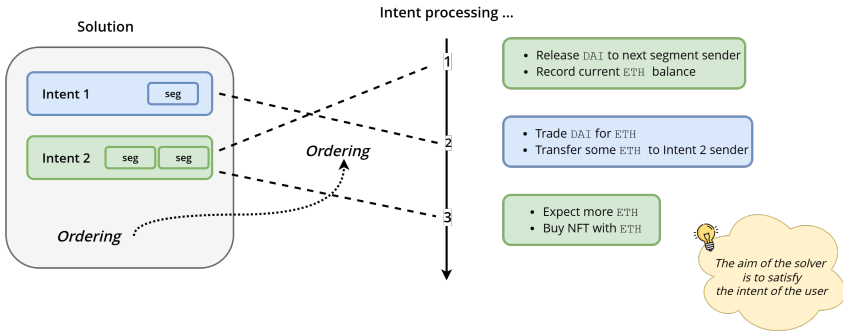 Intent processing ...
Solution
Intent 1
seg
Intent 2
seg
seg
Ordering
Ordering
1
2
3
• Release DAI to next segment sender
• Record current ETH balance
• Trade DAI for ETH
• Transfer some ETH to Intent 2 sender
• Expect more ETH
• Buy NFT with ETH
The aim of the solver
is to satisfy
the intent of the user